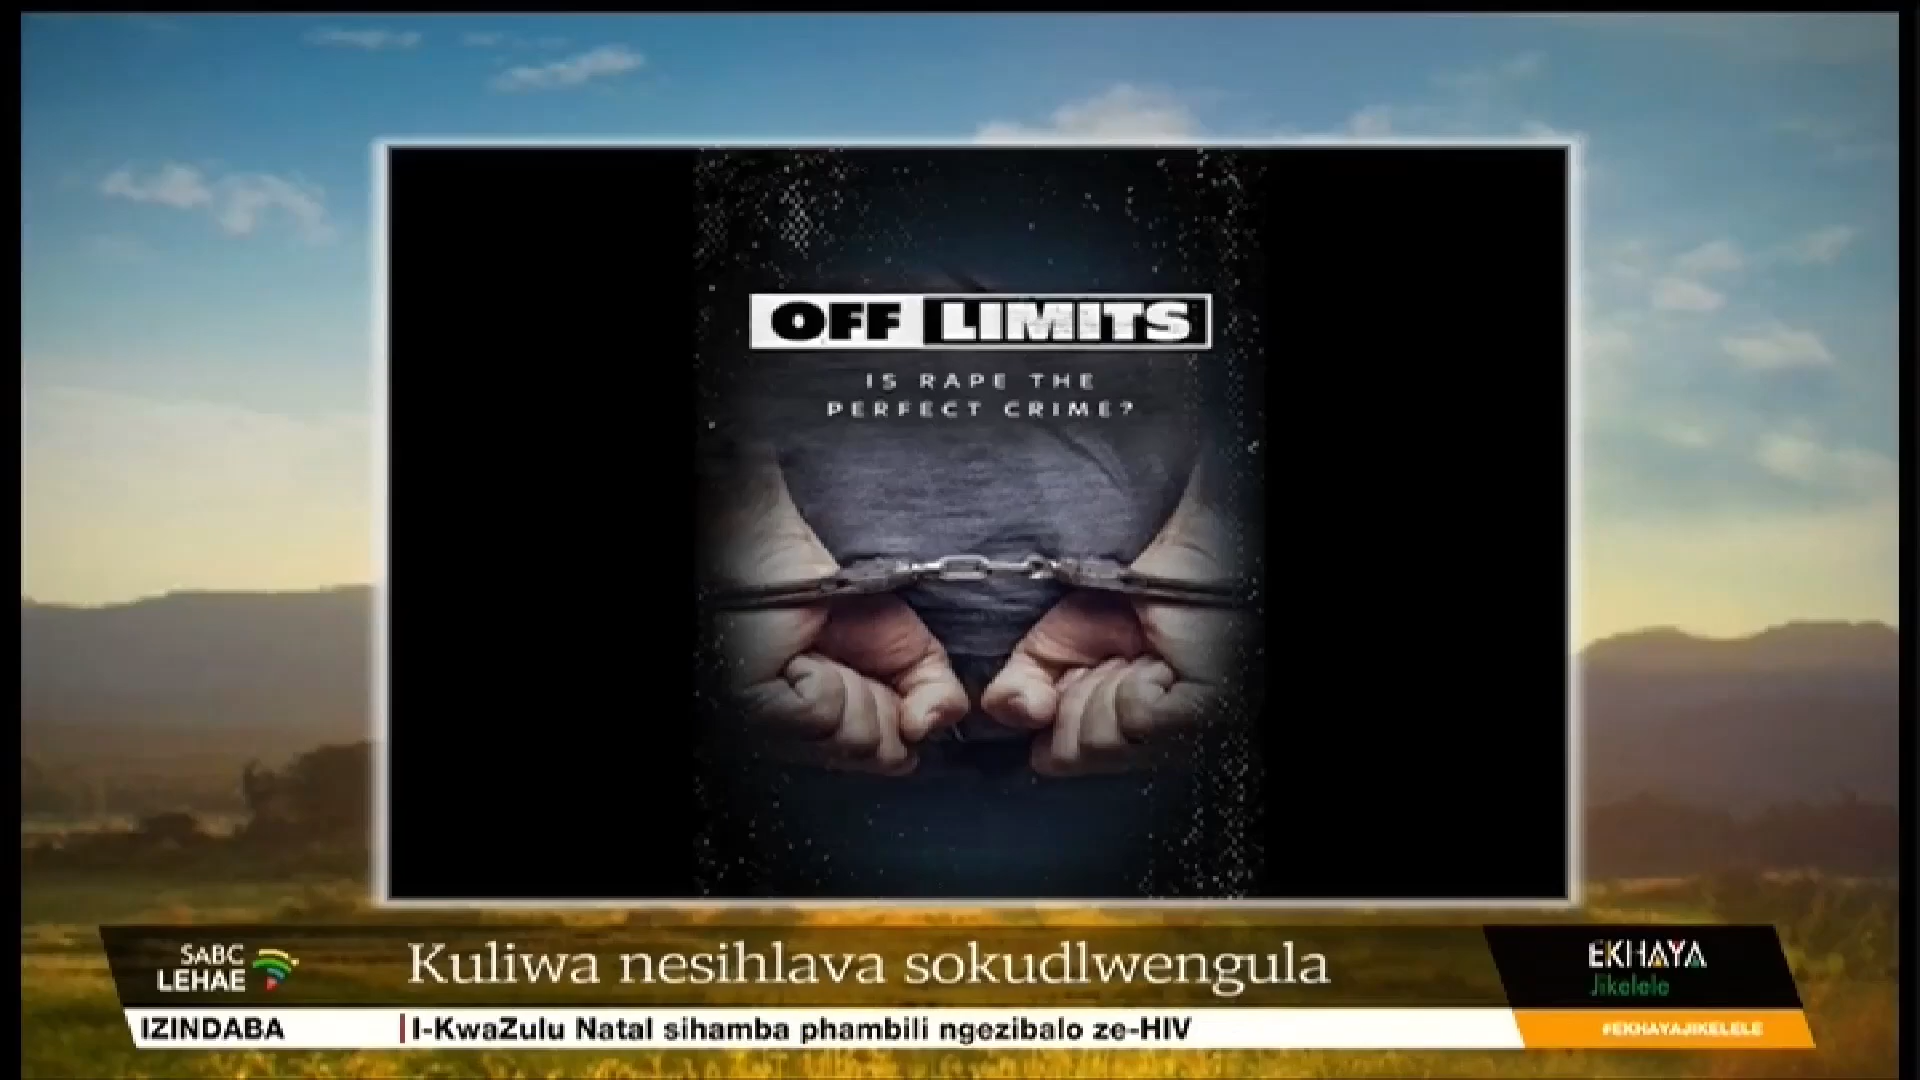 OFF LIMITS
IS RAPE THE
PERFECT CRIME?
SABC
LEHAE
Kuliwa nesihlava sokudlwengula
EKHAYA
Jikelele
IZINDABA
I-KwaZulu Natal sihamba phambili ngezibalo ze-HIV
#EKHAYAJIKELELE